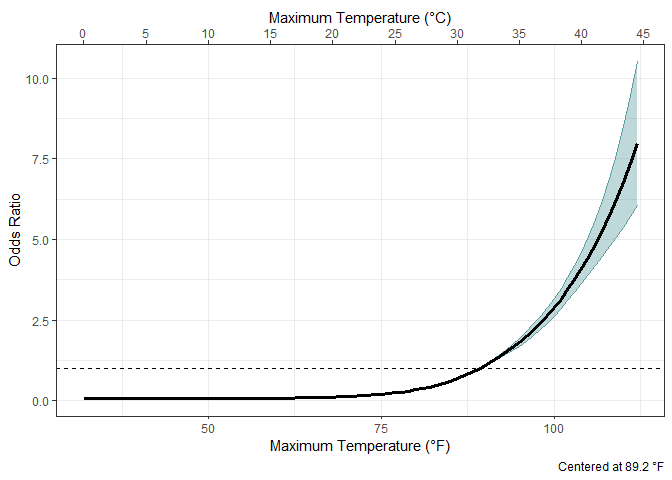 Maximum Temperature (°C)
0 5 10 15 20 25 30 35 40 45
10.0
7.5
5.0
2.5
0.0
Odds Ratio
50 75 100
Maximum Temperature (°F)
Centered at 89.2 °F